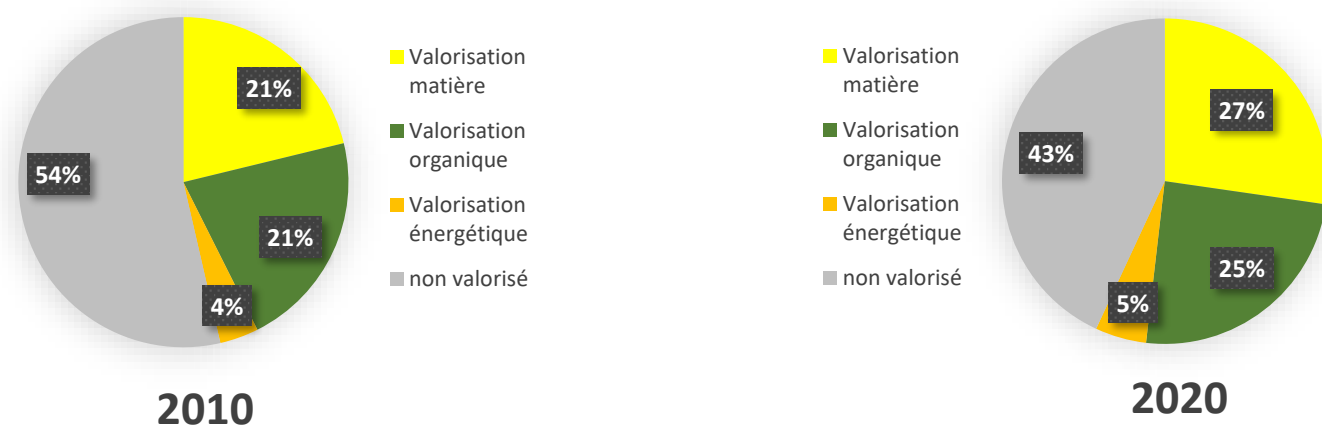 21%
54%
21%
4%
Valorisation
matière
Valorisation
organique
Valorisation
énergétique
non valorisé
2010
Valorisation
matière
Valorisation
organique
Valorisation
énergétique
non valorisé
27%
43%
25%
5%
2020